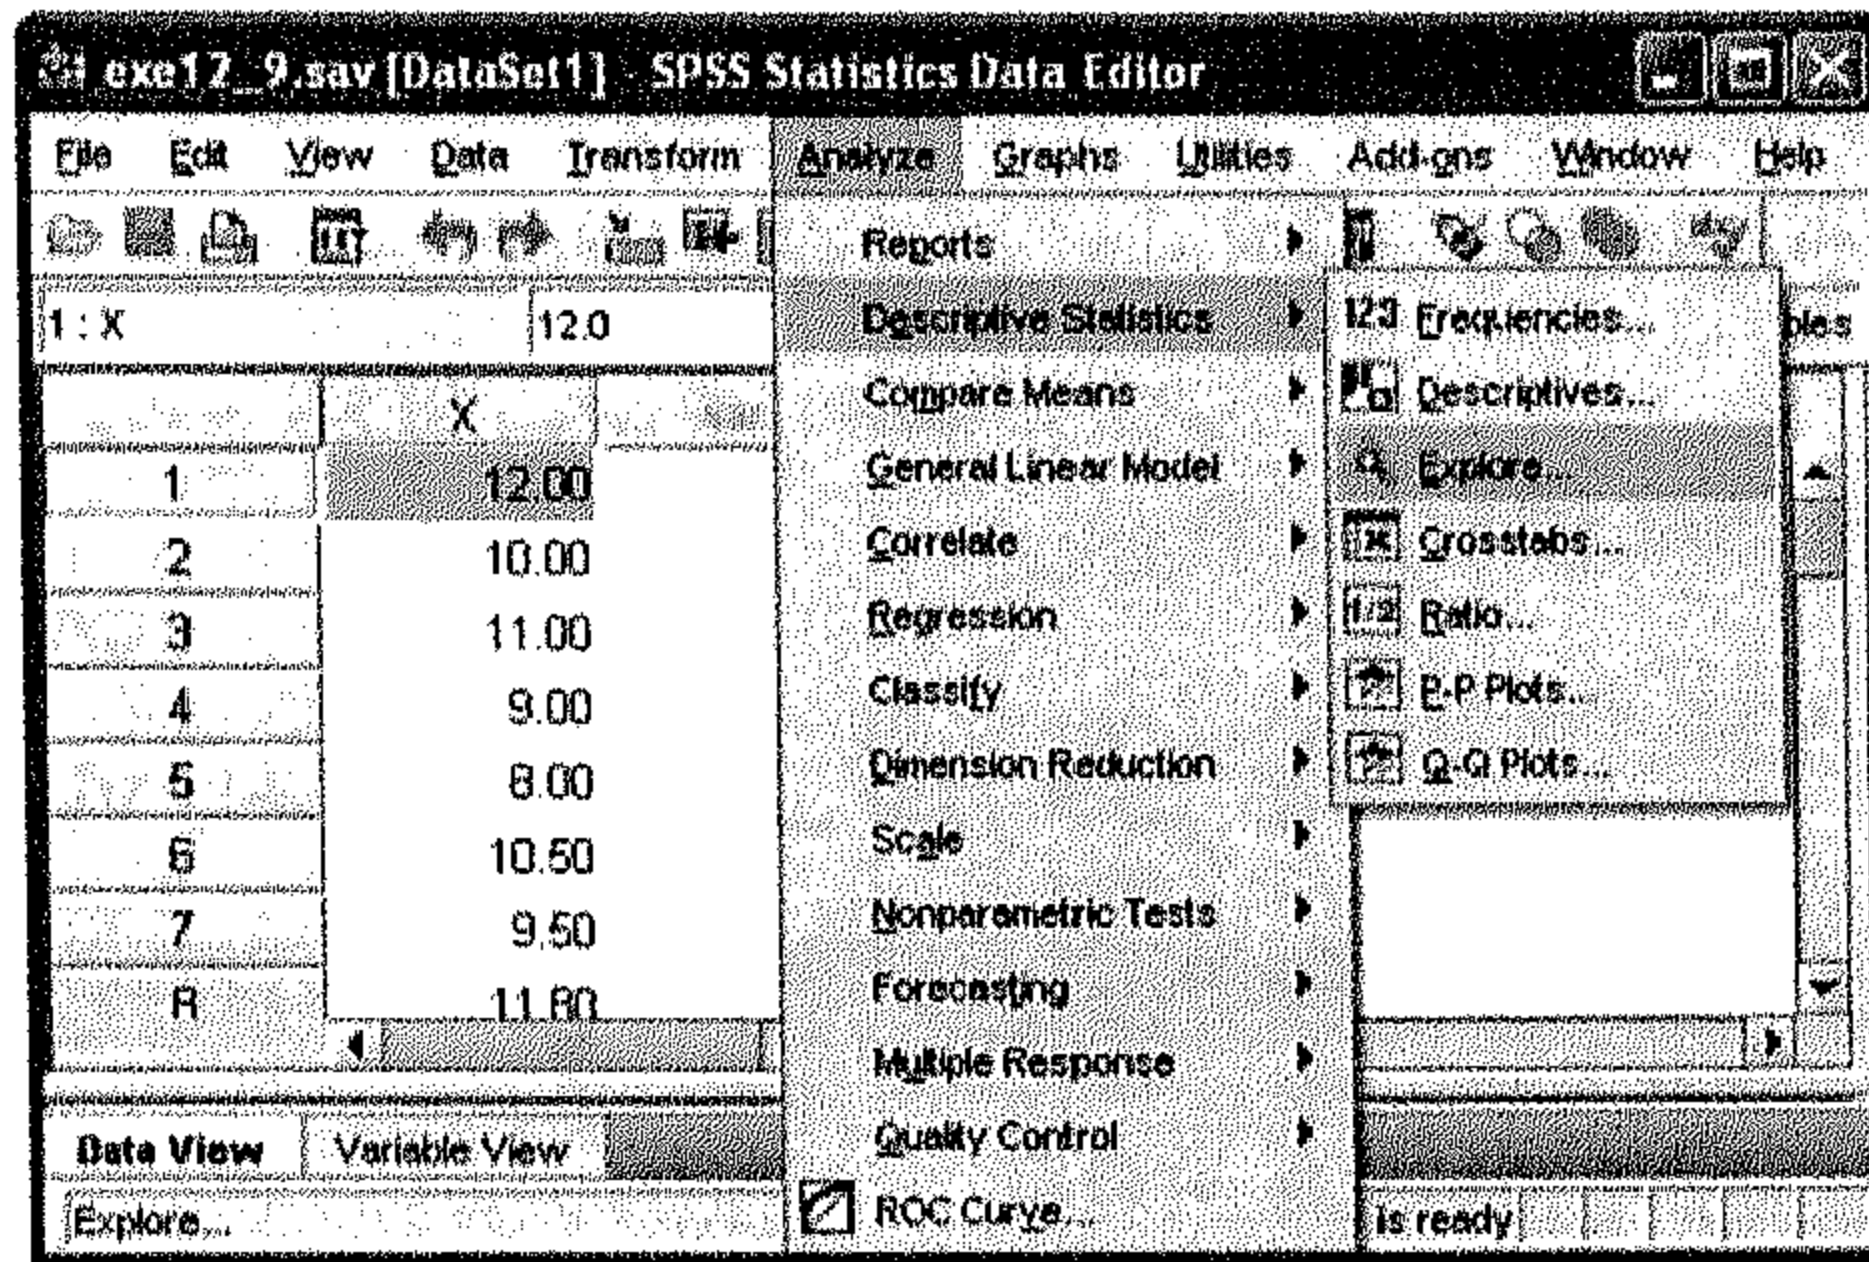 exe17_9.sav [DataSet1] - SPSS Statistics Data Editor
File Edit View Data Transform Analyze Graphs Utilities Add-ons Window Help
Reports
1 : X 12.0
Descriptive Statistics
123 Frequencies...
Compare Means
Descriptives...
X
General Linear Model
Explore...
1 12.00
Correlate
Crosstabs...
2 10.00
Regression
1/2 Ratio...
3 11.00
Classify
P-P Plots...
4 9.00
Dimension Reduction
Q-Q Plots...
5 8.00
Scale
6 10.50
Nonparametric Tests
7 9.50
Forecasting
8
Multiple Response
Quality Control
Data View Variable View
ROC Curve...
Explore...
is ready